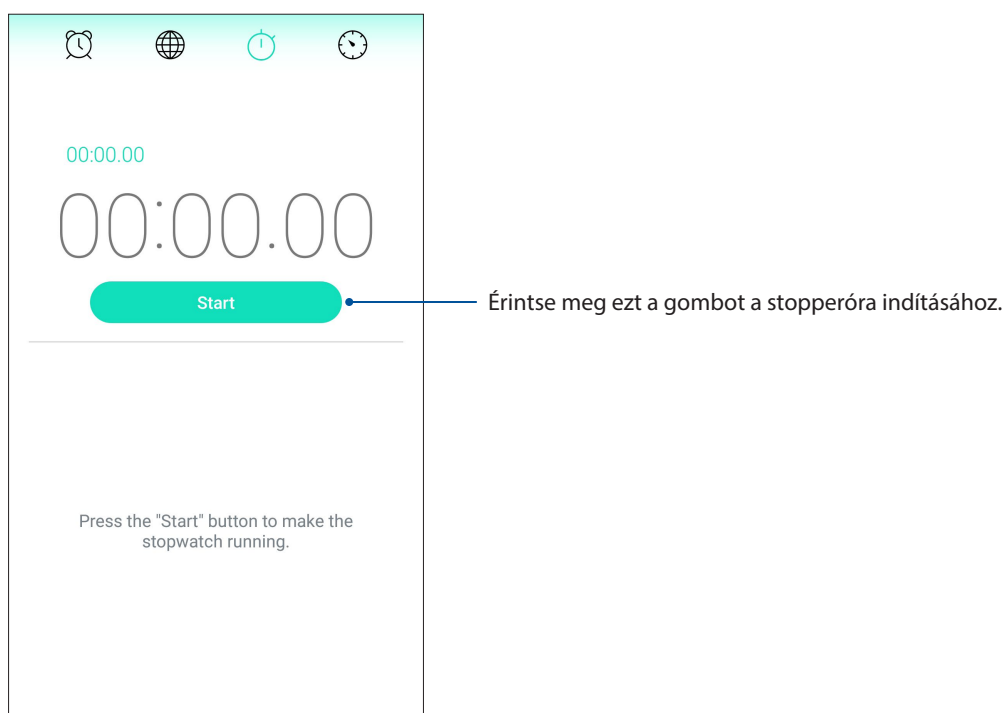 00:00.00
00:00.00
Start
Érintse meg ezt a gombot a stopperóra indításához.
Press the "Start" button to make the
stopwatch running.